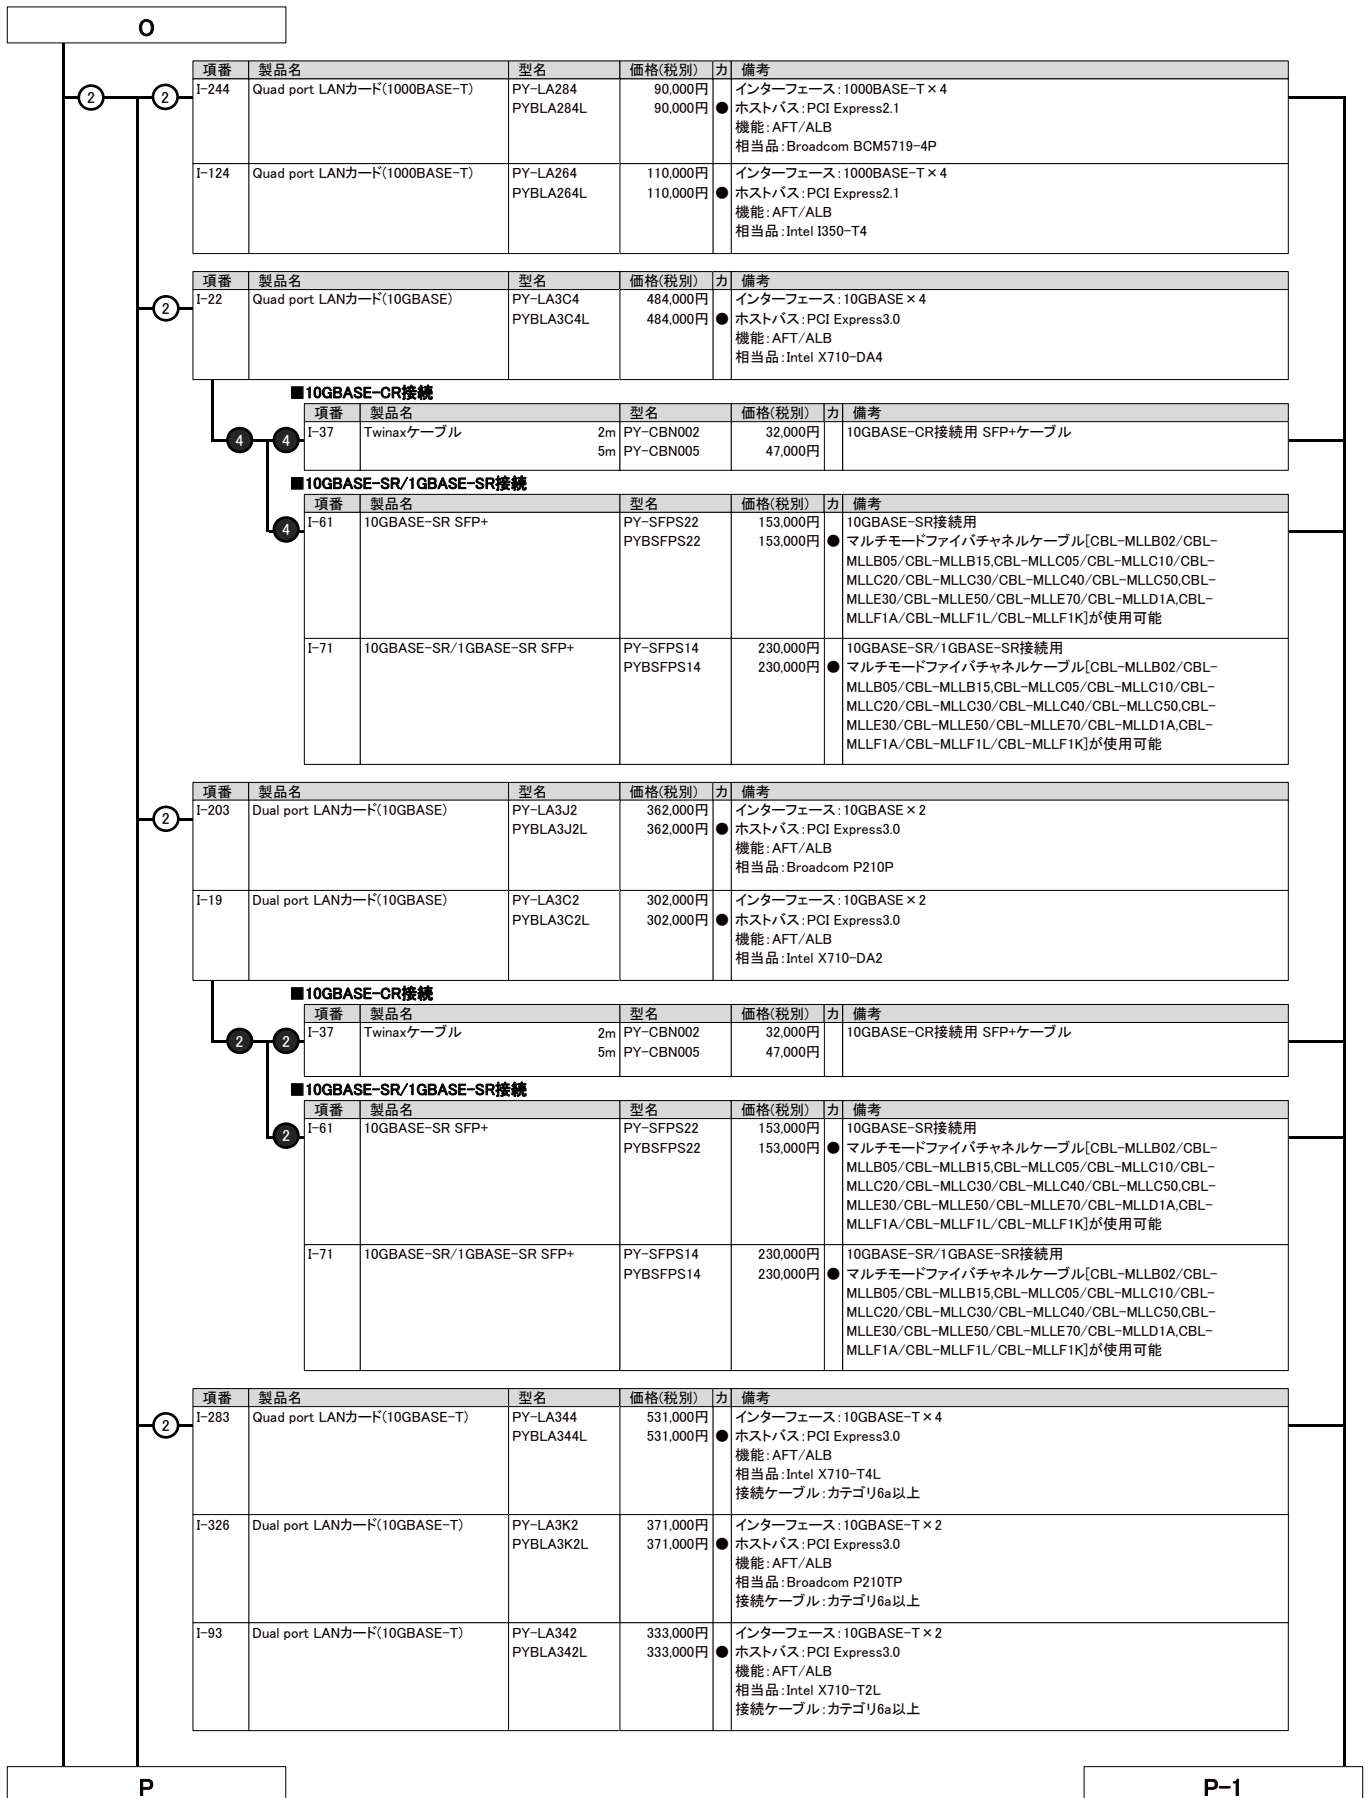 O
項番 製品名 型名 価格(税別) カ 備考
② ② I-244 Quad port LANカード(1000BASE-T) PY-LA284 90,000円 インターフェース:1000BASE-T×4
PYBLA284L 90,000円 ● ホストバス:PCI Express2.1
機能:AFT/ALB
相当品:Broadcom BCM5719-4P
I-124 Quad port LANカード(1000BASE-T) PY-LA264 110,000円 インターフェース:1000BASE-T×4
PYBLA264L 110,000円 ● ホストバス:PCI Express2.1
機能:AFT/ALB
相当品:Intel I350-T4
項番 製品名 型名 価格(税別) カ 備考
② I-22 Quad port LANカード(10GBASE) PY-LA3C4 484,000円 インターフェース:10GBASE×4
PYBLA3C4L 484,000円 ● ホストバス:PCI Express3.0
機能:AFT/ALB
相当品:Intel X710-DA4
■10GBASE-CR接続
項番 製品名 型名 価格(税別) カ 備考
4 4 I-37 Twinaxケーブル 2m PY-CBN002 32,000円 10GBASE-CR接続用 SFP+ケーブル
5m PY-CBN005 47,000円
■10GBASE-SR/1GBASE-SR接続
項番 製品名 型名 価格(税別) カ 備考
4 I-61 10GBASE-SR SFP+ PY-SFPS22 153,000円 10GBASE-SR接続用
PYBSFPS22 153,000円 ● マルチモードファイバチャネルケーブル[CBL-MLLB02/CBL-
MLLB05/CBL-MLLB15,CBL-MLLC05/CBL-MLLC10/CBL-
MLLC20/CBL-MLLC30/CBL-MLLC40/CBL-MLLC50,CBL-
MLLE30/CBL-MLLE50/CBL-MLLE70/CBL-MLLD1A,CBL-
MLLF1A/CBL-MLLF1L/CBL-MLLF1K]が使用可能
I-71 10GBASE-SR/1GBASE-SR SFP+ PY-SFPS14 230,000円 10GBASE-SR/1GBASE-SR接続用
PYBSFPS14 230,000円 ● マルチモードファイバチャネルケーブル[CBL-MLLB02/CBL-
MLLB05/CBL-MLLB15,CBL-MLLC05/CBL-MLLC10/CBL-
MLLC20/CBL-MLLC30/CBL-MLLC40/CBL-MLLC50,CBL-
MLLE30/CBL-MLLE50/CBL-MLLE70/CBL-MLLD1A,CBL-
MLLF1A/CBL-MLLF1L/CBL-MLLF1K]が使用可能
項番 製品名 型名 価格(税別) カ 備考
② I-203 Dual port LANカード(10GBASE) PY-LA3J2 362,000円 インターフェース:10GBASE×2
PYBLA3J2L 362,000円 ● ホストバス:PCI Express3.0
機能:AFT/ALB
相当品:Broadcom P210P
I-19 Dual port LANカード(10GBASE) PY-LA3C2 302,000円 インターフェース:10GBASE×2
PYBLA3C2L 302,000円 ● ホストバス:PCI Express3.0
機能:AFT/ALB
相当品:Intel X710-DA2
■10GBASE-CR接続
項番 製品名 型名 価格(税別) カ 備考
2 2 I-37 Twinaxケーブル 2m PY-CBN002 32,000円 10GBASE-CR接続用 SFP+ケーブル
5m PY-CBN005 47,000円
■10GBASE-SR/1GBASE-SR接続
項番 製品名 型名 価格(税別) カ 備考
2 I-61 10GBASE-SR SFP+ PY-SFPS22 153,000円 10GBASE-SR接続用
PYBSFPS22 153,000円 ● マルチモードファイバチャネルケーブル[CBL-MLLB02/CBL-
MLLB05/CBL-MLLB15,CBL-MLLC05/CBL-MLLC10/CBL-
MLLC20/CBL-MLLC30/CBL-MLLC40/CBL-MLLC50,CBL-
MLLE30/CBL-MLLE50/CBL-MLLE70/CBL-MLLD1A,CBL-
MLLF1A/CBL-MLLF1L/CBL-MLLF1K]が使用可能
I-71 10GBASE-SR/1GBASE-SR SFP+ PY-SFPS14 230,000円 10GBASE-SR/1GBASE-SR接続用
PYBSFPS14 230,000円 ● マルチモードファイバチャネルケーブル[CBL-MLLB02/CBL-
MLLB05/CBL-MLLB15,CBL-MLLC05/CBL-MLLC10/CBL-
MLLC20/CBL-MLLC30/CBL-MLLC40/CBL-MLLC50,CBL-
MLLE30/CBL-MLLE50/CBL-MLLE70/CBL-MLLD1A,CBL-
MLLF1A/CBL-MLLF1L/CBL-MLLF1K]が使用可能
項番 製品名 型名 価格(税別) カ 備考
② I-283 Quad port LANカード(10GBASE-T) PY-LA344 531,000円 インターフェース:10GBASE-T×4
PYBLA344L 531,000円 ● ホストバス:PCI Express3.0
機能:AFT/ALB
相当品:Intel X710-T4L
接続ケーブル:カテゴリ6a以上
I-326 Dual port LANカード(10GBASE-T) PY-LA3K2 371,000円 インターフェース:10GBASE-T×2
PYBLA3K2L 371,000円 ● ホストバス:PCI Express3.0
機能:AFT/ALB
相当品:Broadcom P210TP
接続ケーブル:カテゴリ6a以上
I-93 Dual port LANカード(10GBASE-T) PY-LA342 333,000円 インターフェース:10GBASE-T×2
PYBLA342L 333,000円 ● ホストバス:PCI Express3.0
機能:AFT/ALB
相当品:Intel X710-T2L
接続ケーブル:カテゴリ6a以上
P P-1